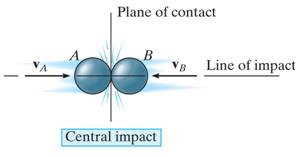 Plane of contact
A B
v_A v_B Line of impact
Central impact